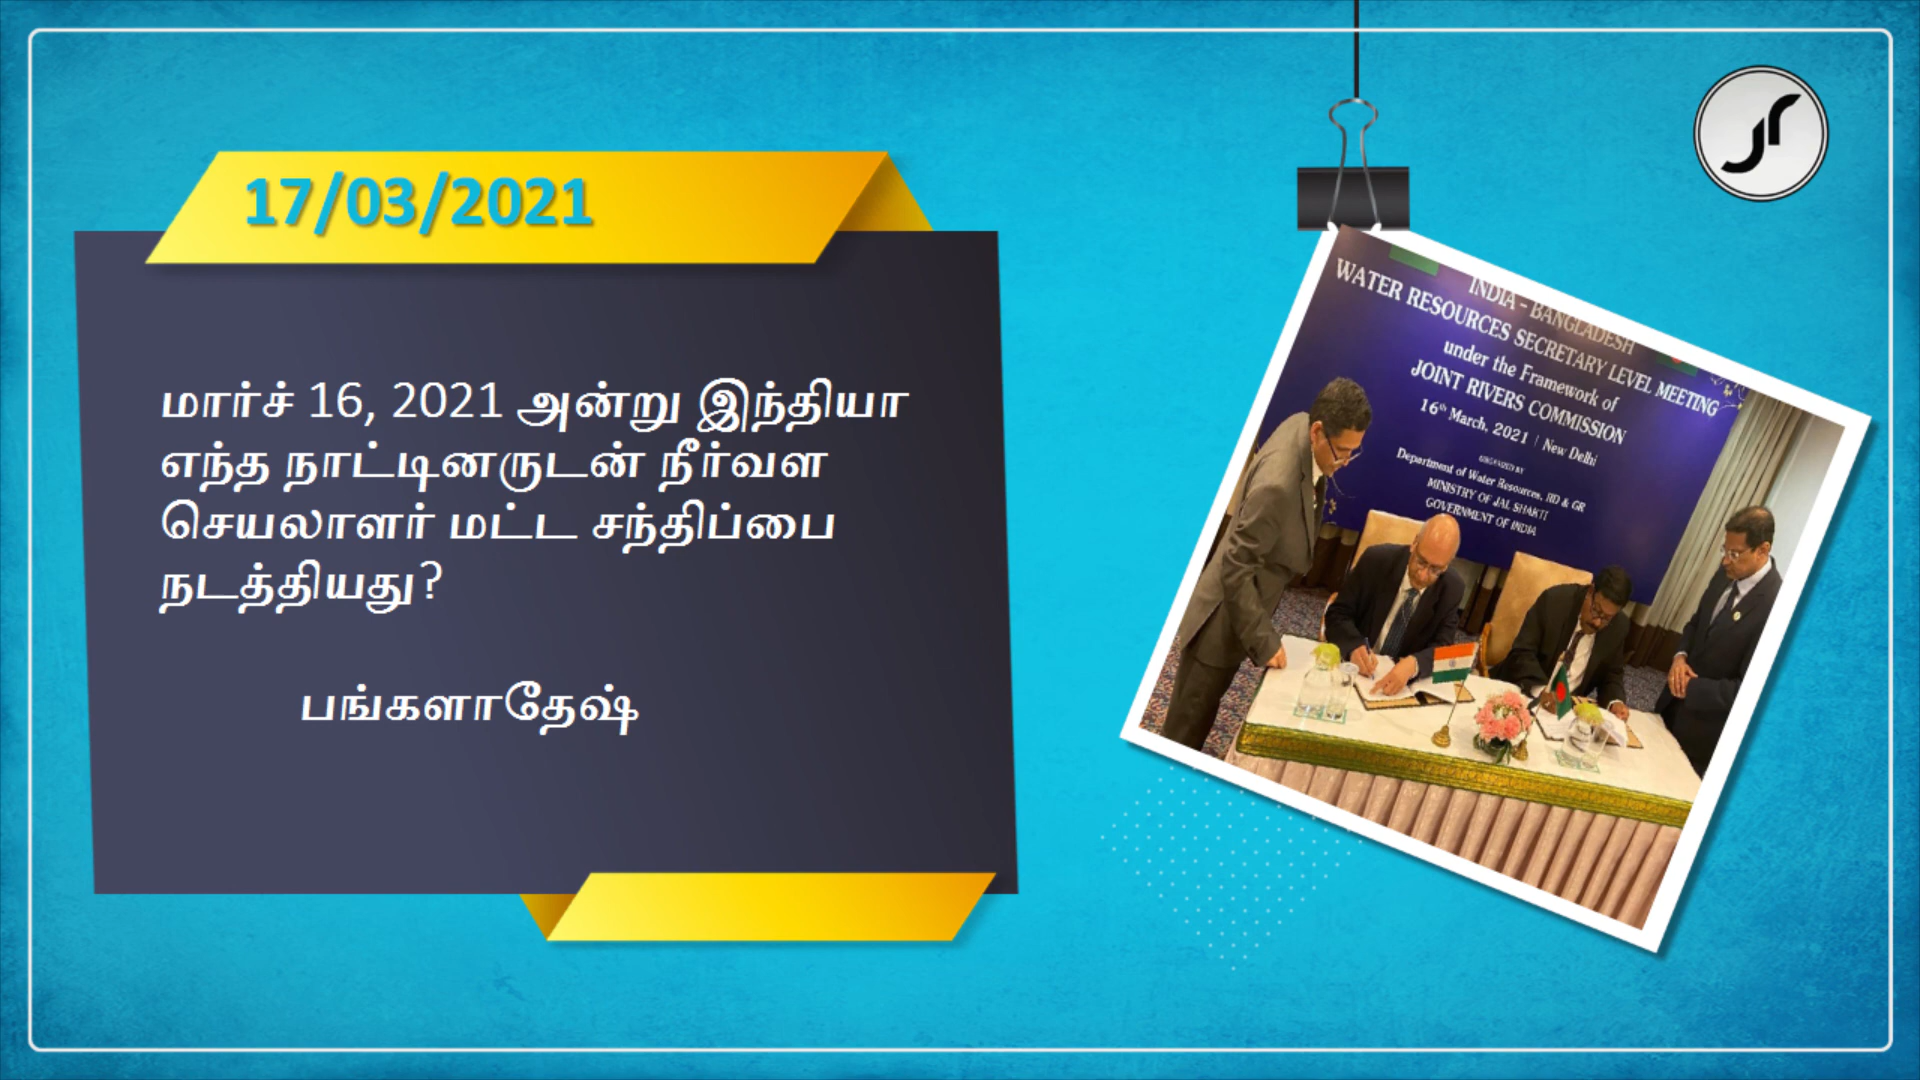 17/03/2021
மார்ச் 16, 2021 அன்று இந்தியா
எந்த நாட்டினருடன் நீர்வள
செயலாளர் மட்ட சந்திப்பை
நடத்தியது?
பங்களாதேஷ்
INDIA - BANGLADESH
WATER RESOURCES SECRETARY LEVEL MEETING
under the Framework of
JOINT RIVERS COMMISSION
16th March, 2021 | New Delhi
ORGANIZED BY
Department of Water Resources, RD & GR
MINISTRY OF JAL SHAKTI
GOVERNMENT OF INDIA